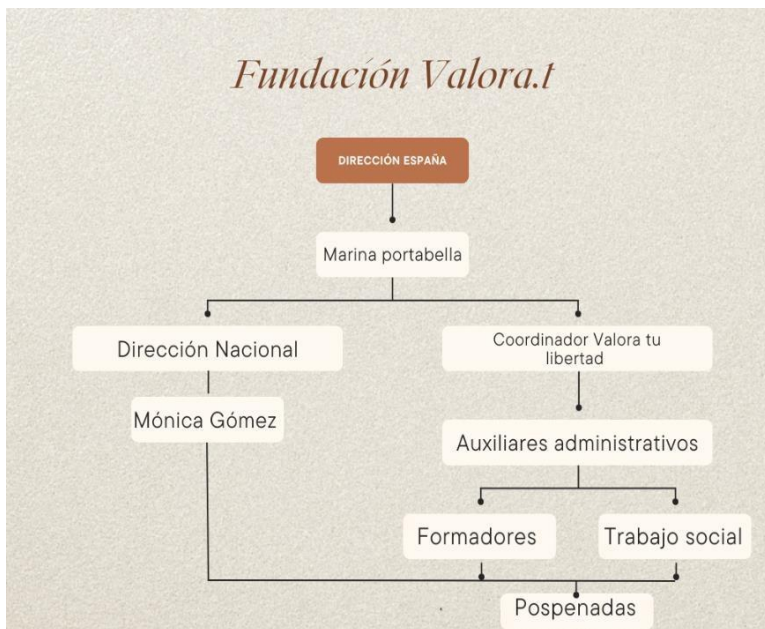 Fundación Valora.t
DIRECCIÓN ESPAÑA
Marina portabella
Dirección Nacional
Coordinador Valora tu
libertad
Mónica Gómez
Auxiliares administrativos
Formadores
Trabajo social
Pospenadas